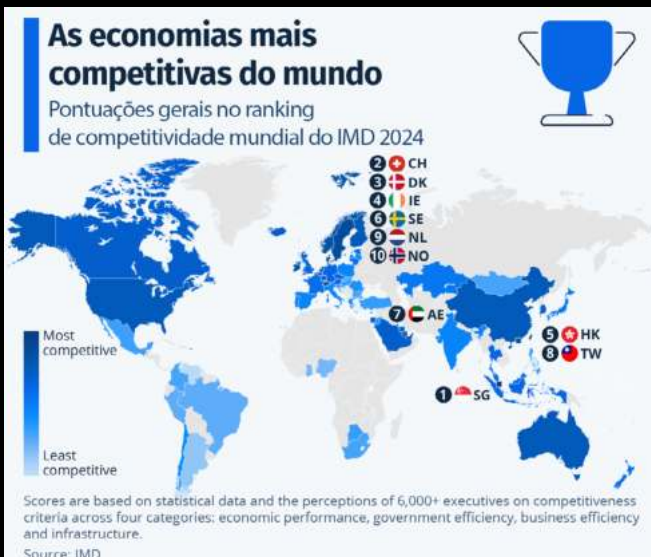 As economias mais
competitivas do mundo
Pontuações gerais no ranking
de competitividade mundial do IMD 2024
2 CH
3 DK
4 IE
6 SE
9 NL
10 NO
7 AE
5 HK
8 TW
1 SG
Most
competitive
Least
competitive
Scores are based on statistical data and the perceptions of 6,000+ executives on competitiveness
criteria across four categories: economic performance, government efficiency, business efficiency
and infrastructure.
Source: IMD